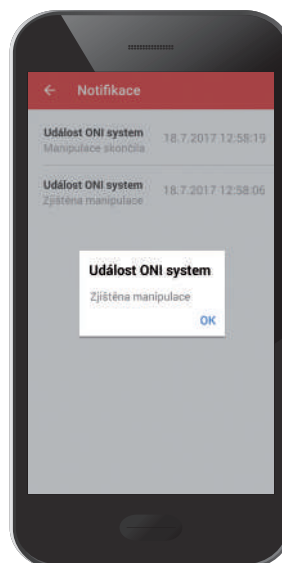 ← Notifikace
Událost ONI system 18.7.2017 12:58:19
Manipulace skončila
Událost ONI system 18.7.2017 12:58:06
Zjištěna manipulace
Událost ONI system
Zjištěna manipulace
OK